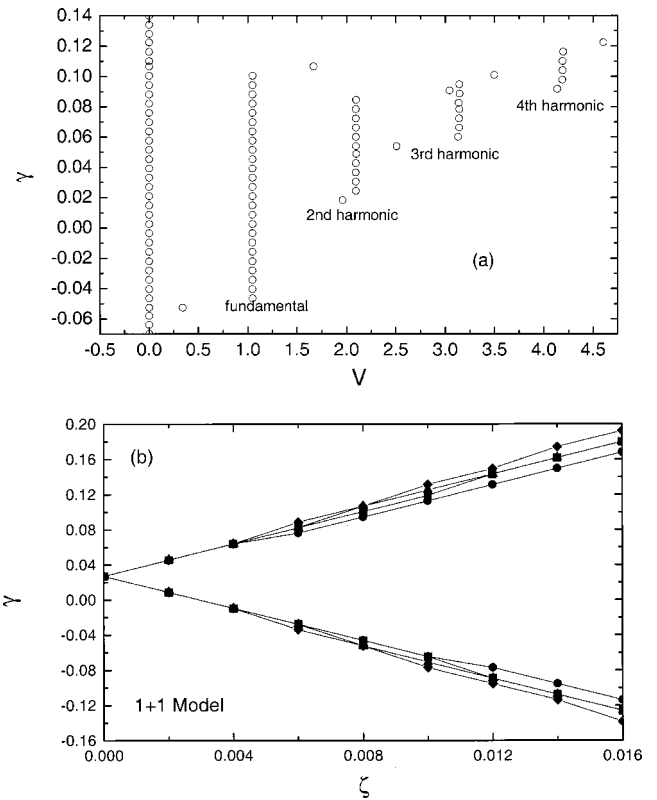 0.14
0.12
0.10
0.08
0.06
0.04
0.02
0.00
-0.02
-0.04
-0.06
γ
4th harmonic
3rd harmonic
2nd harmonic
(a)
fundamental
-0.5 0.0 0.5 1.0 1.5 2.0 2.5 3.0 3.5 4.0 4.5
V
0.20
0.16
0.12
0.08
0.04
0.00
-0.04
-0.08
-0.12
-0.16
γ
(b)
1+1 Model
0.000 0.004 0.008 0.012 0.016
ζ